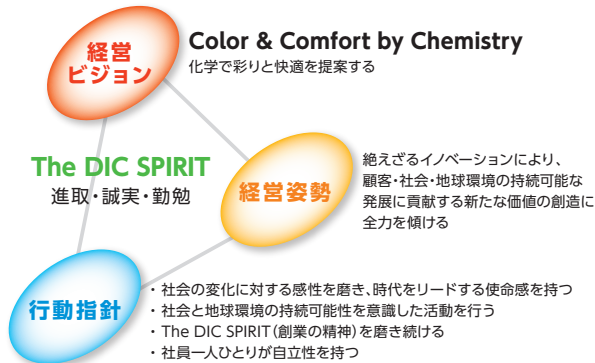 経営
ビジョン
Color & Comfort by Chemistry
化学で彩りと快適を提案する
The DIC SPIRIT
進取・誠実・勤勉
経営姿勢
絶えざるイノベーションにより、
顧客・社会・地球環境の持続可能な
発展に貢献する新たな価値の創造に
全力を傾ける
行動指針
・社会の変化に対する感性を磨き、時代をリードする使命感を持つ
・社会と地球環境の持続可能性を意識した活動を行う
・The DIC SPIRIT（創業の精神）を磨き続ける
・社員一人ひとりが自立性を持つ